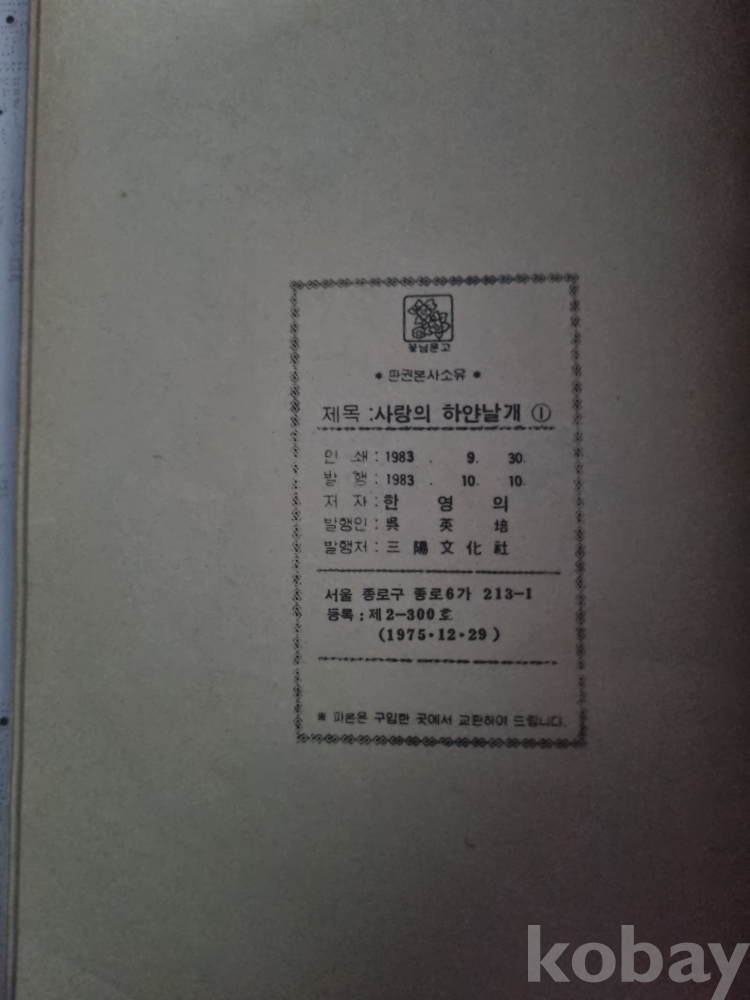 꽃님문고
* 판권본사소유 *
제목 : 사랑의 하얀날개 ①
인 쇄 : 1983 . 9. 30.
발 행 : 1983 . 10. 10.
저 자 : 한 영 의
발행인 : 吳 英 培
발행처 : 三 陽 文 化 社
서울 종로구 종로6가 213-1
등록 : 제2-300호
(1975·12·29)
* 파본은 구입한 곳에서 교환하여 드립니다.
kobay